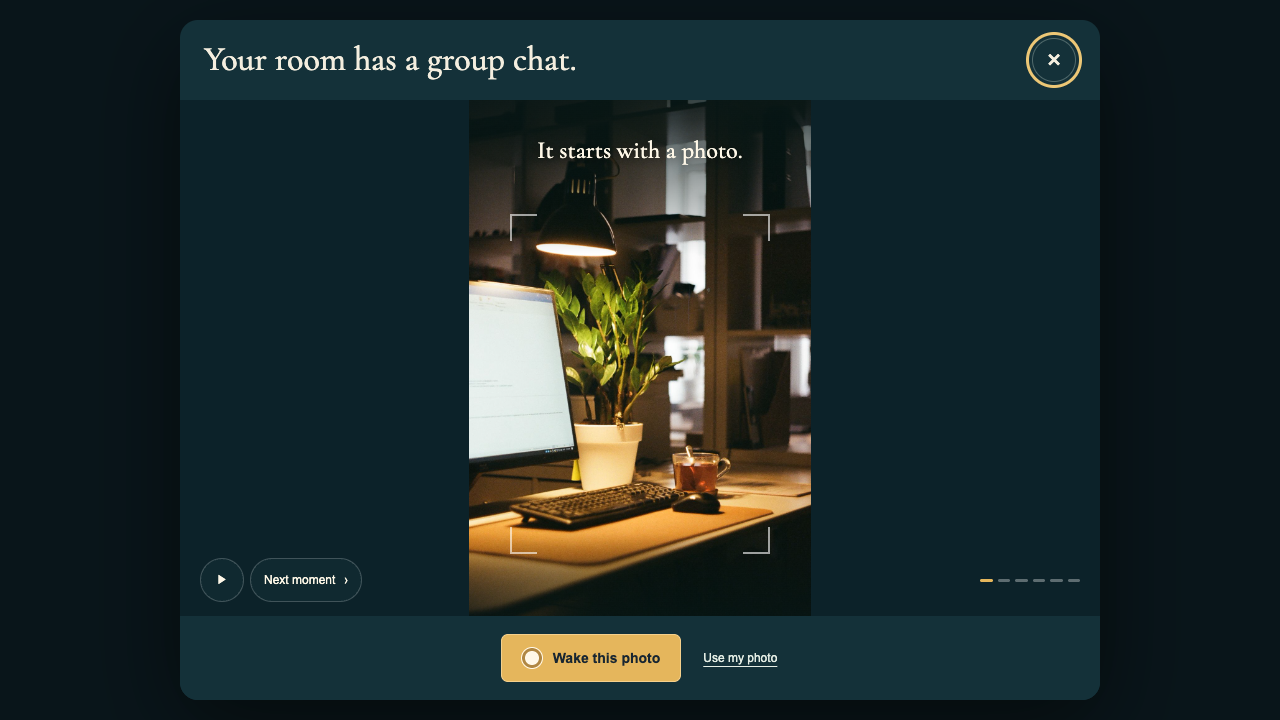 Your room has a group chat.
It starts with a photo.
Next moment
Wake this photo
Use my photo